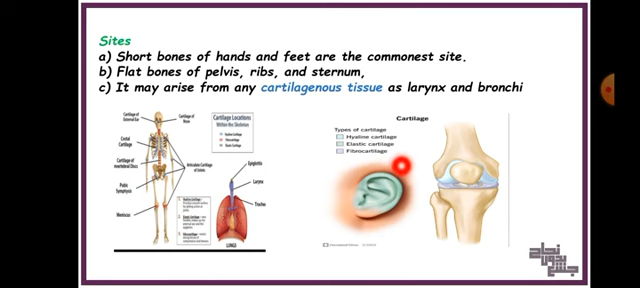 Sites
a) Short bones of hands and feet are the commonest site.
b) Flat bones of pelvis, ribs, and sternum,
c) It may arise from any cartilagenous tissue as larynx and bronchi
Cartilage of External Ear
Cartilage of Nose
Costal Cartilage
Cartilage of Intervertebral Discs
Pubic Symphysis
Meniscus
Articular Cartilage of Joints
Cartilage Locations
Within the Skeleton
Hyaline Cartilage
Fibrocartilage
Elastic Cartilage
Epiglottis
Larynx
Trachea
LUNGS
Cartilage
Types of cartilage
Hyaline cartilage
Elastic cartilage
Fibrocartilage